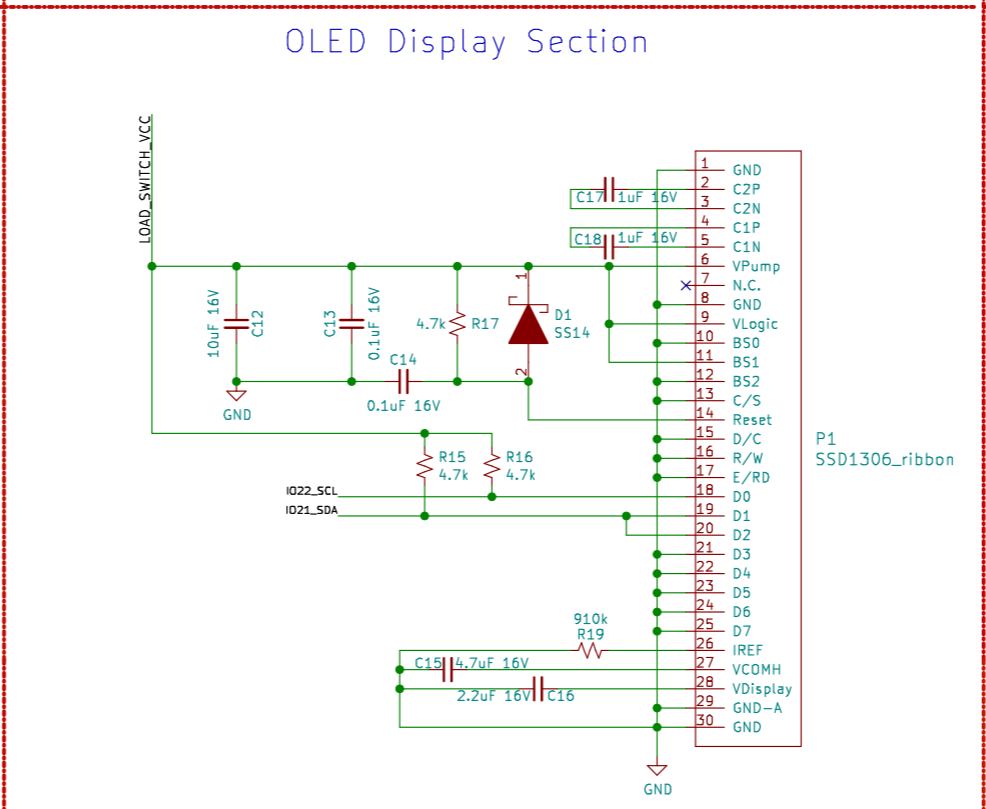 OLED Display Section
LOAD_SWITCH_VCC
10uF 16V
C12
C13
0.1uF 16V
4.7k
R17
1
2
D1
SS14
C14
0.1uF 16V
GND
R15
4.7k
R16
4.7k
IO22_SCL
IO21_SDA
C17
1uF 16V
C18
1uF 16V
910k
R19
C15
4.7uF 16V
2.2uF 16V
C16
1 GND
2 C2P
3 C2N
4 C1P
5 C1N
6 VPump
7 N.C.
8 GND
9 VLogic
10 BS0
11 BS1
12 BS2
13 C/S
14 Reset
15 D/C
16 R/W
17 E/RD
18 D0
19 D1
20 D2
21 D3
22 D4
23 D5
24 D6
25 D7
26 IREF
27 VCOMH
28 VDisplay
29 GND-A
30 GND
P1
SSD1306_ribbon
GND